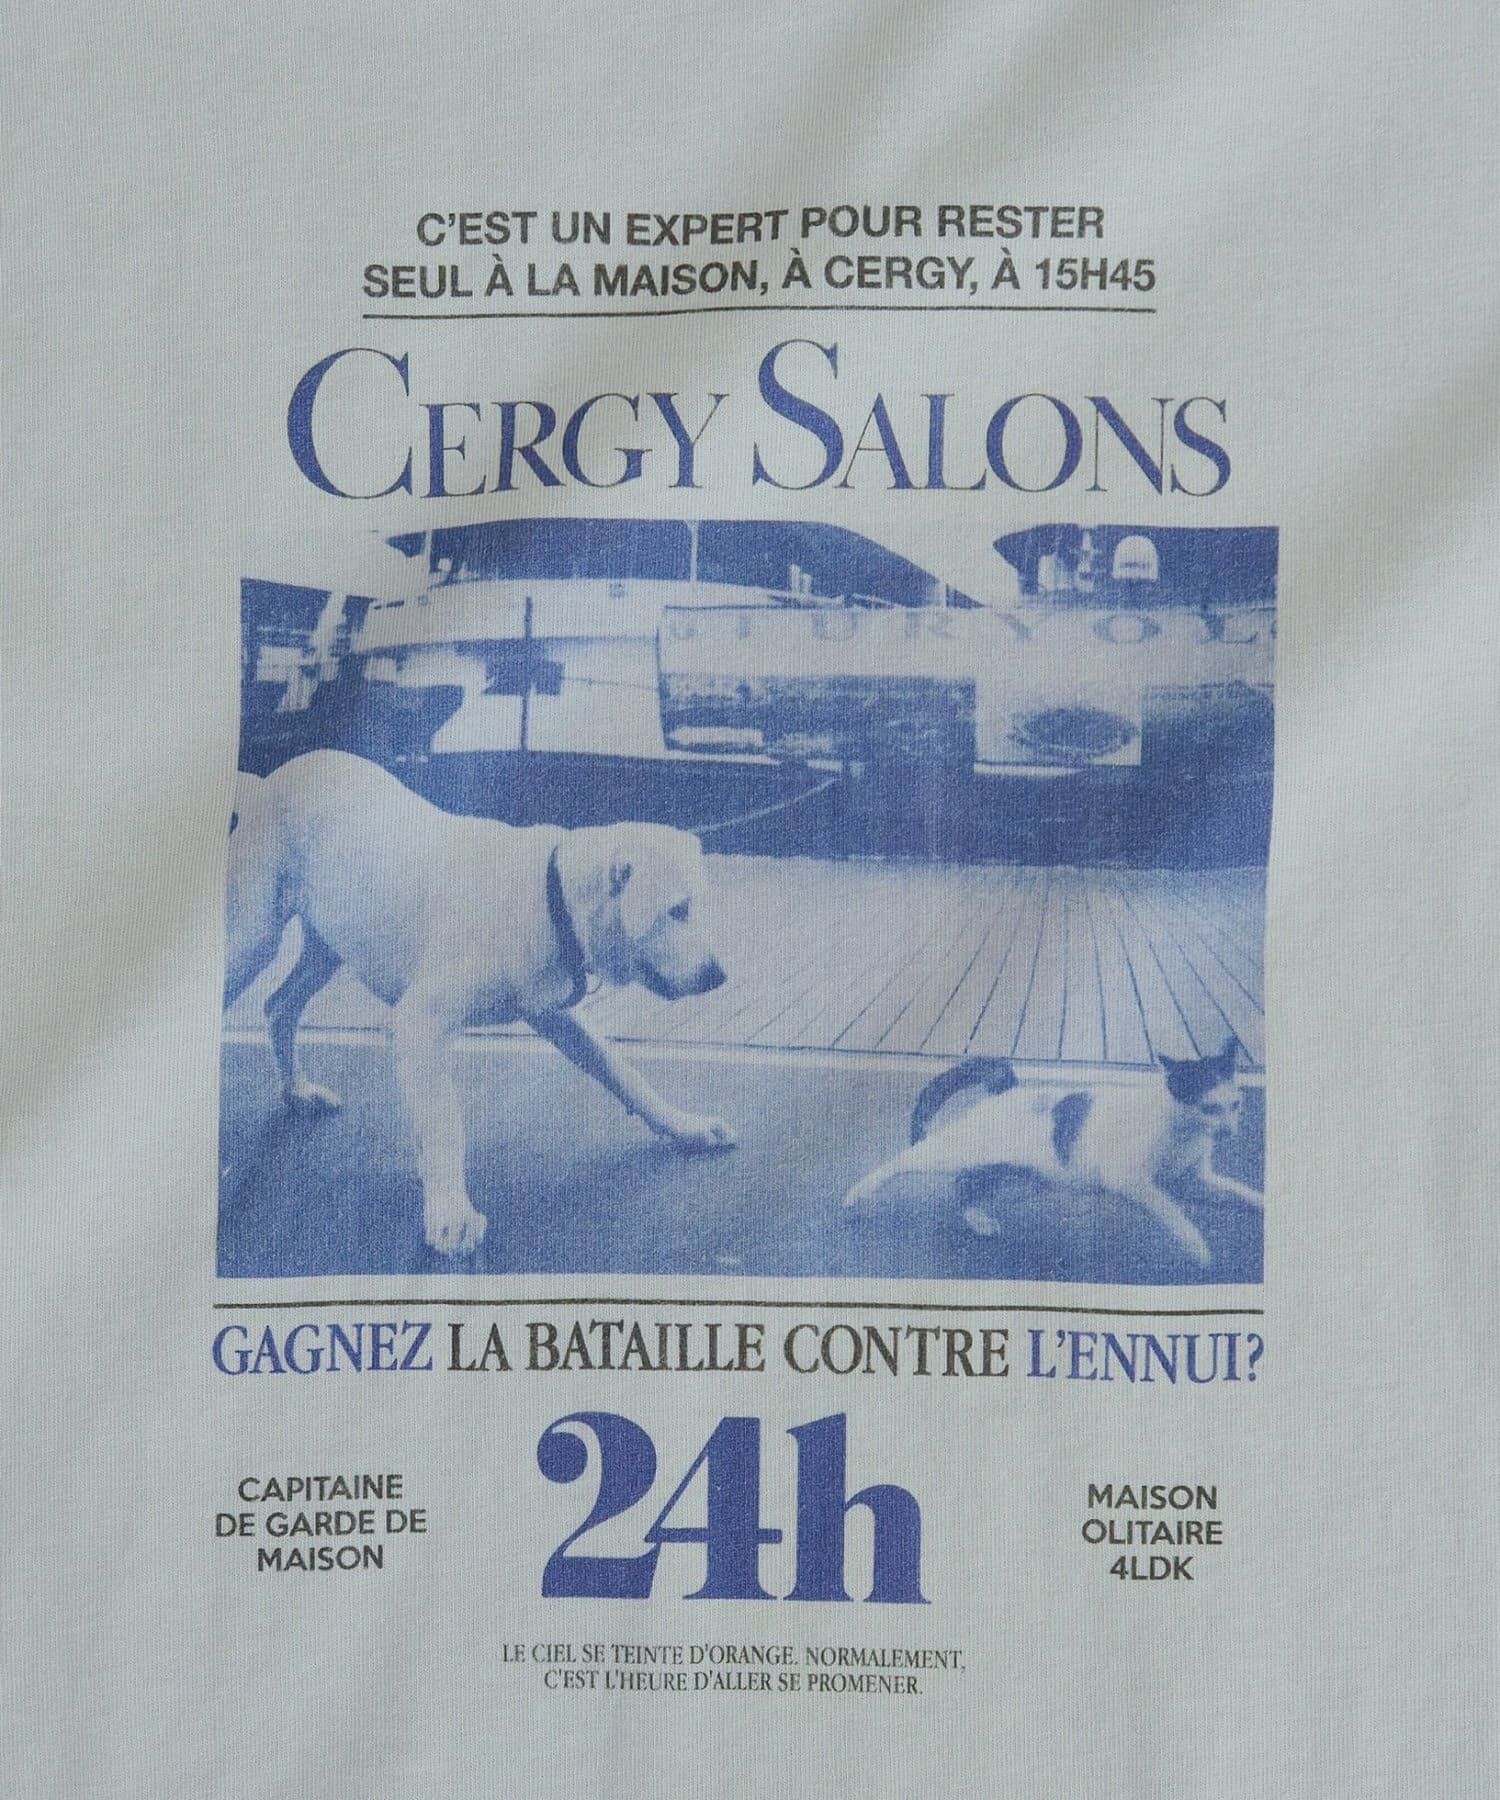 C'EST UN EXPERT POUR RESTER
SEUL À LA MAISON, À CERGY, À 15H45
CERGY SALONS
GAGNEZ LA BATAILLE CONTRE L'ENNUI?
24h
CAPITAINE
DE GARDE DE
MAISON
MAISON
OLITAIRE
4LDK
LE CIEL SE TEINTE D'ORANGE. NORMALEMENT,
C'EST L'HEURE D'ALLER SE PROMENER.